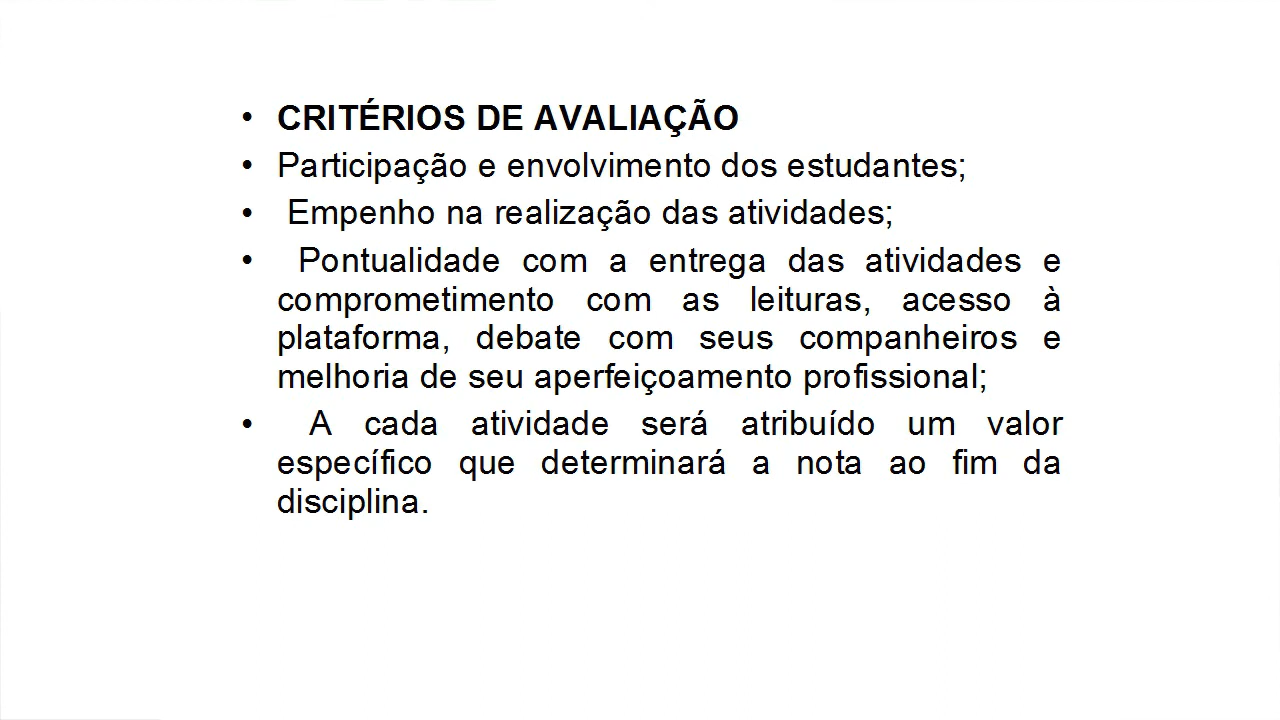 • CRITÉRIOS DE AVALIAÇÃO
• Participação e envolvimento dos estudantes;
• Empenho na realização das atividades;
• Pontualidade com a entrega das atividades e
comprometimento com as leituras, acesso à
plataforma, debate com seus companheiros e
melhoria de seu aperfeiçoamento profissional;
• A cada atividade será atribuído um valor
específico que determinará a nota ao fim da
disciplina.